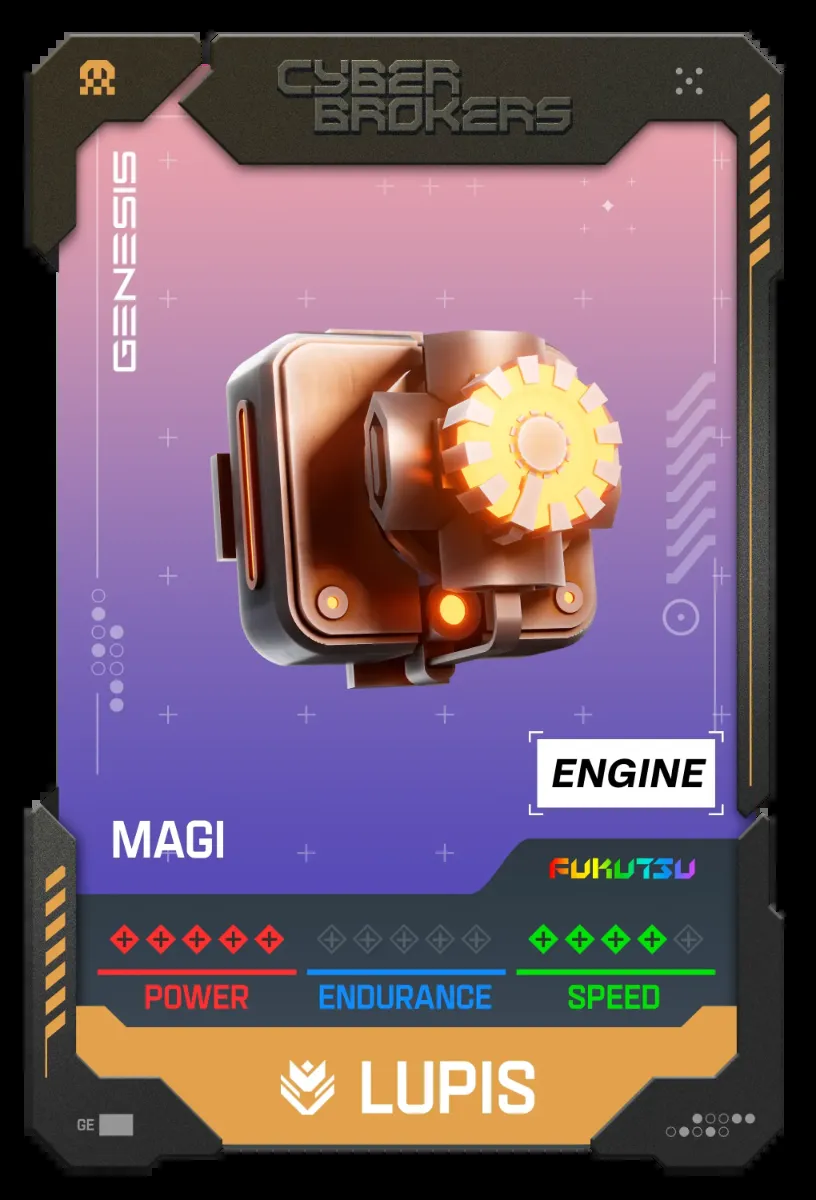 CYBER
BROKERS
GENESIS
ENGINE
MAGI
FUKUTSU
POWER
ENDURANCE
SPEED
LUPIS
GE